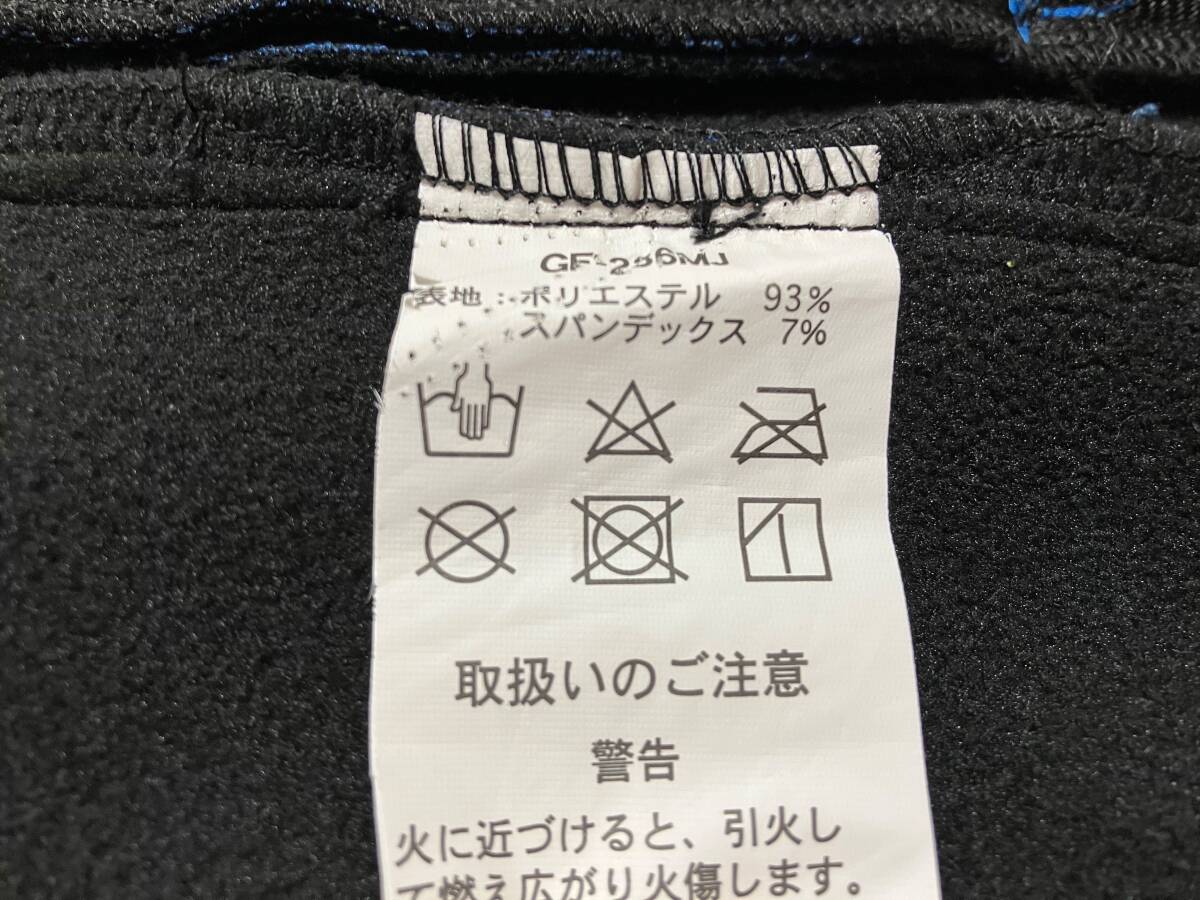 表地：ポリエステル 93%
スパンデックス 7%
取扱いのご注意
警告
火に近づけると、引火し
て燃え広がり火傷します。